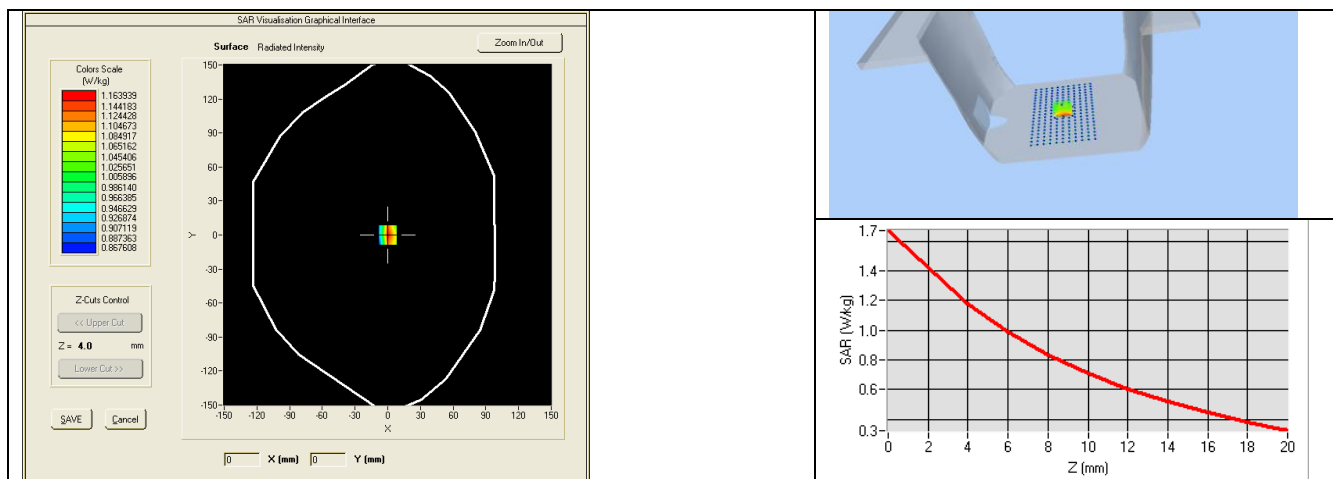 SAR Visualisation Graphical Interface
Surface Radiated Intensity
Zoom In/Out
Colors Scale
(W/kg)
1.163939
1.144183
1.124428
1.104673
1.084917
1.065162
1.045406
1.025651
1.005896
0.986140
0.966385
0.946629
0.926874
0.907119
0.887363
0.867608
Z-Cuts Control
<< Upper Cut
Z = 4.0 mm
Lower Cut >>
SAVE Cancel
150
120
90
60
30
0
-30
-60
-90
-120
-150
Y
-150 -120 -90 -60 -30 0 30 60 90 120 150
X
0 X (mm) 0 Y (mm)
1.7
1.4
1.2
1.0
0.8
0.6
0.3
SAR (W/kg)
0 2 4 6 8 10 12 14 16 18 20
Z (mm)